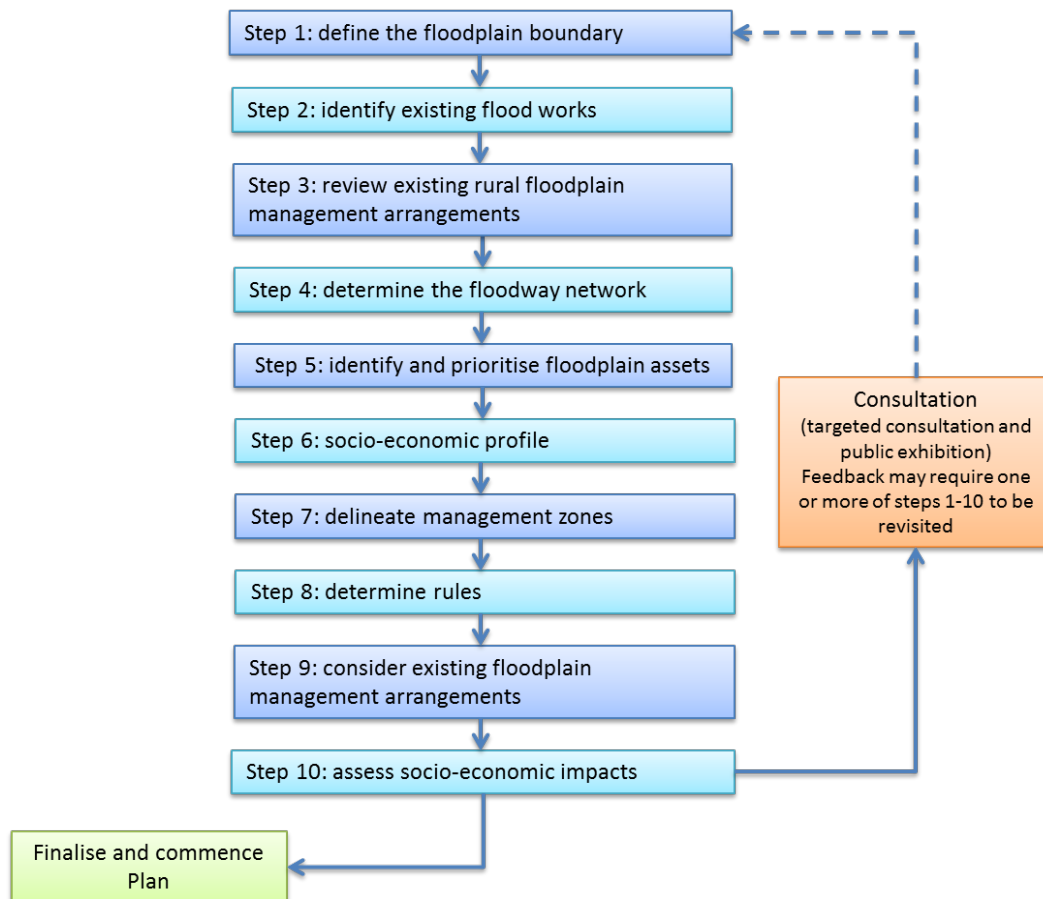 Step 1: define the floodplain boundary
Step 2: identify existing flood works
Step 3: review existing rural floodplain
management arrangements
Step 4: determine the floodway network
Step 5: identify and prioritise floodplain assets
Step 6: socio-economic profile
Step 7: delineate management zones
Step 8: determine rules
Step 9: consider existing floodplain
management arrangements
Step 10: assess socio-economic impacts
Consultation
(targeted consultation and
public exhibition)
Feedback may require one
or more of steps 1-10 to be
revisited
Finalise and commence
Plan